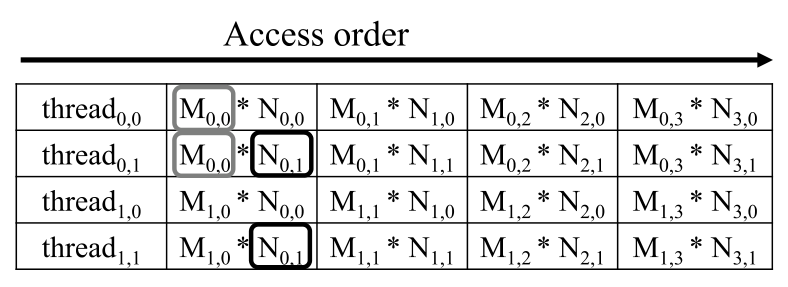 Access order
thread0,0 M0,0 * N0,0 M0,1 * N1,0 M0,2 * N2,0 M0,3 * N3,0
thread0,1 M0,0 * N0,1 M0,1 * N1,1 M0,2 * N2,1 M0,3 * N3,1
thread1,0 M1,0 * N0,0 M1,1 * N1,0 M1,2 * N2,0 M1,3 * N3,0
thread1,1 M1,0 * N0,1 M1,1 * N1,1 M1,2 * N2,1 M1,3 * N3,1